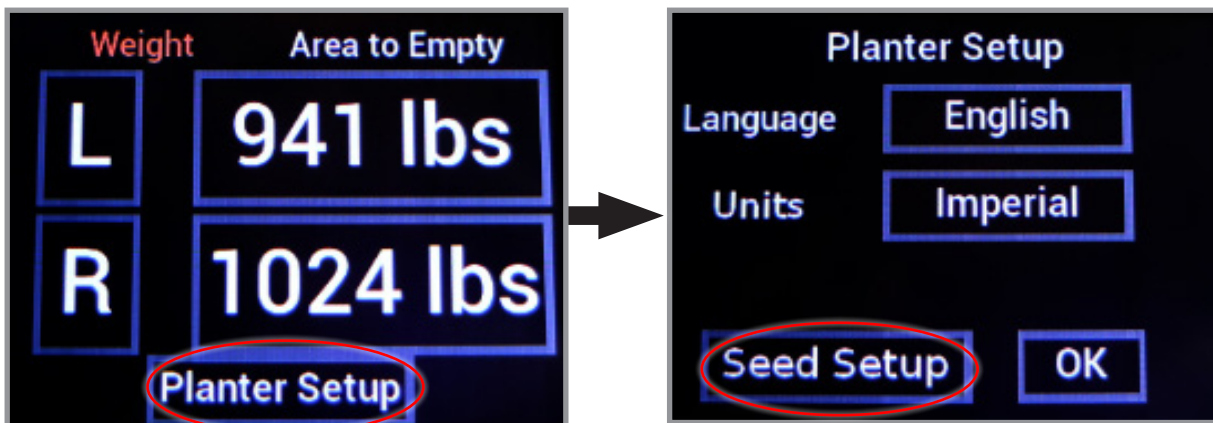 Weight Area to Empty
L 941 lbs
R 1024 lbs
Planter Setup
Planter Setup
Language English
Units Imperial
Seed Setup OK